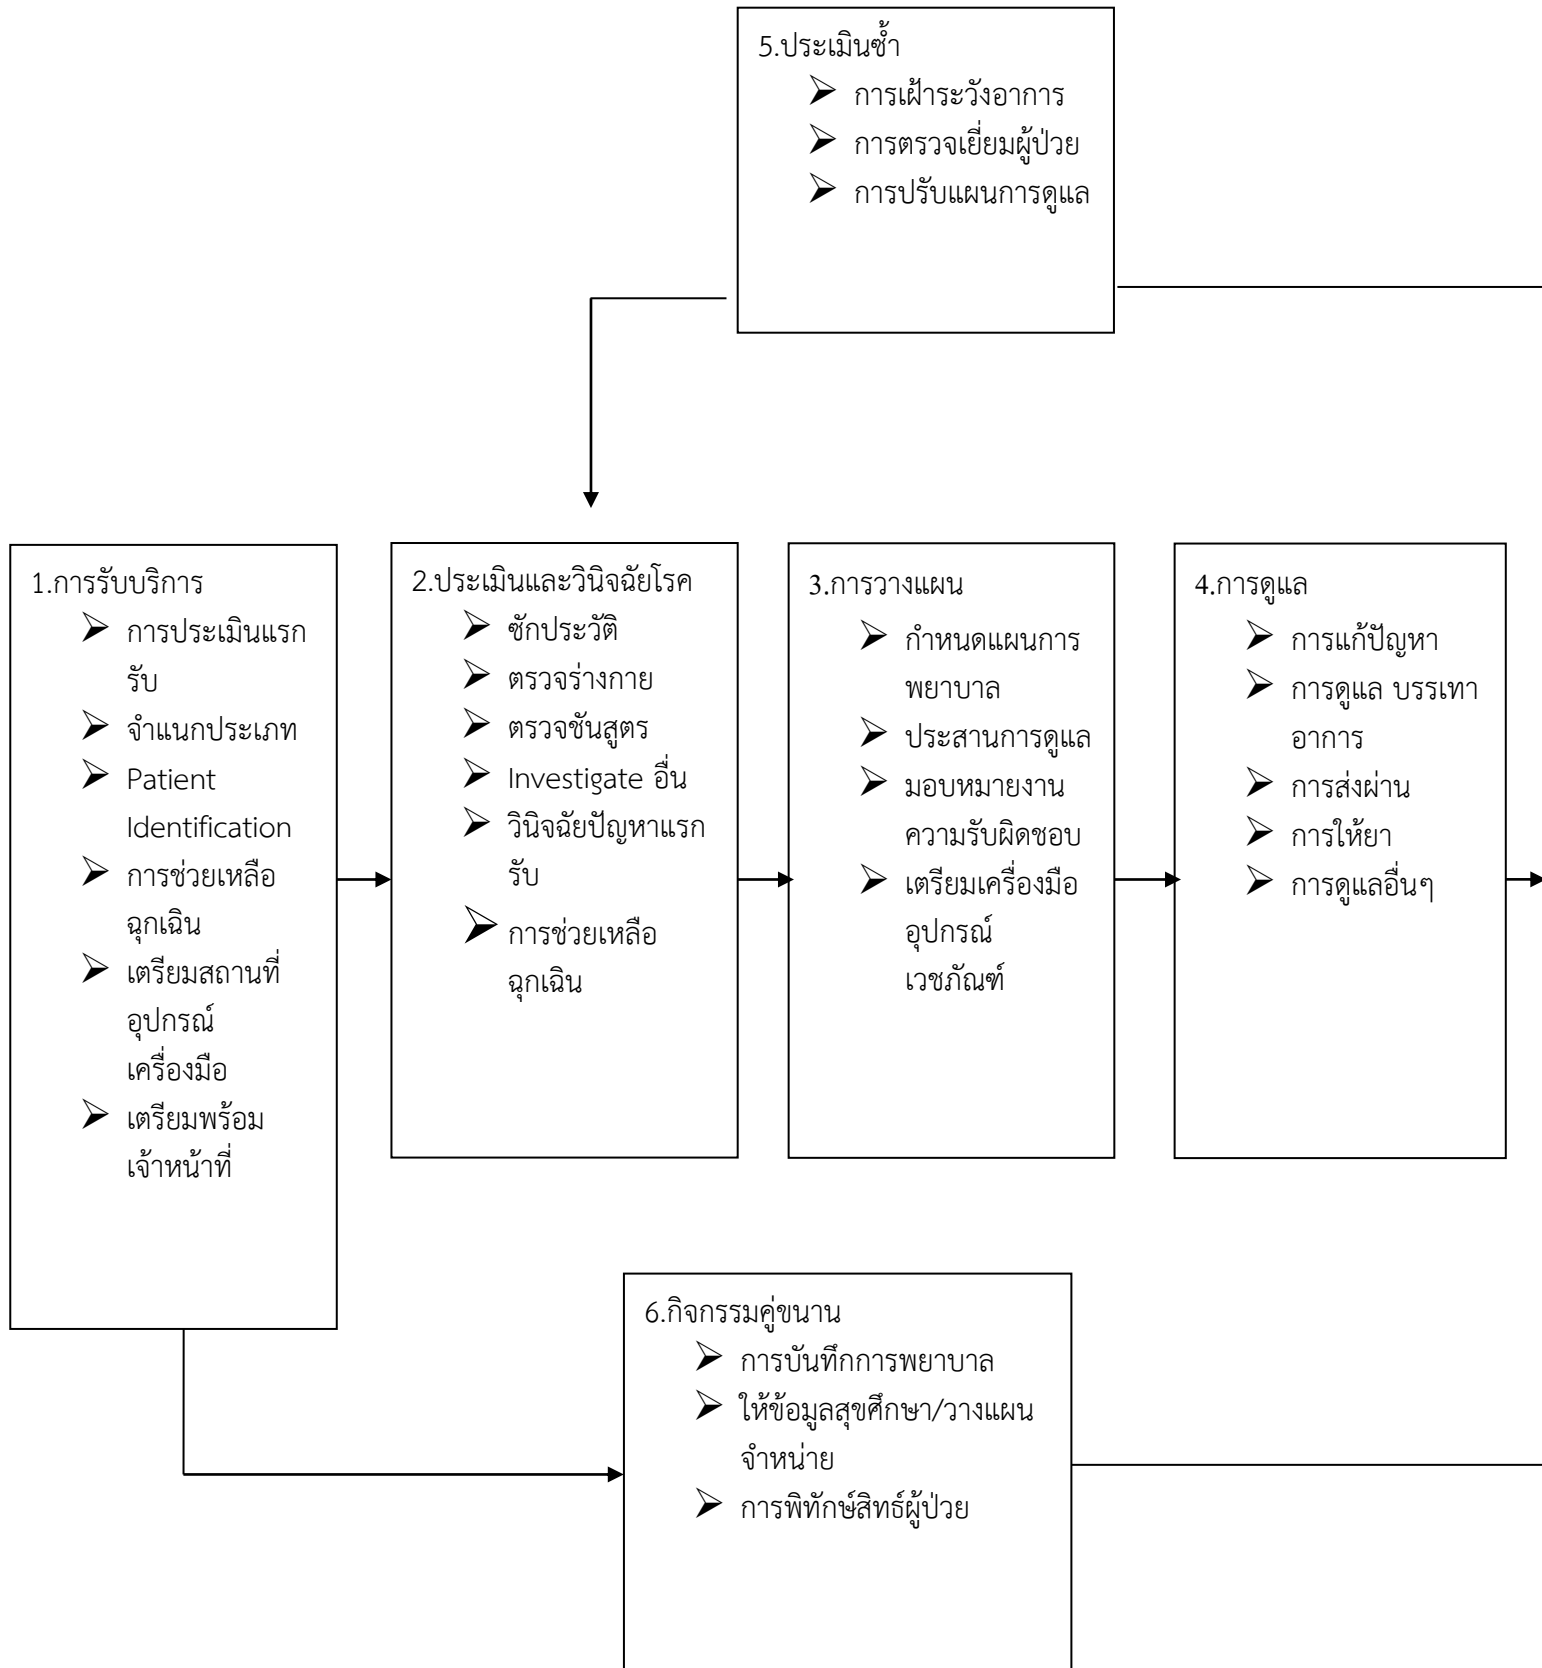 5.ประเมินซ้ำ
➢ การเฝ้าระวังอาการ
➢ การตรวจเยี่ยมผู้ป่วย
➢ การปรับแผนการดูแล
1.การรับบริการ
➢ การประเมินแรก
รับ
➢ จำแนกประเภท
➢ Patient
Identification
➢ การช่วยเหลือ
ฉุกเฉิน
➢ เตรียมสถานที่
อุปกรณ์
เครื่องมือ
➢ เตรียมพร้อม
เจ้าหน้าที่
2.ประเมินและวินิจฉัยโรค
➢ ซักประวัติ
➢ ตรวจร่างกาย
➢ ตรวจชันสูตร
➢ Investigate อื่น
➢ วินิจฉัยปัญหาแรก
รับ
➢ การช่วยเหลือ
ฉุกเฉิน
3.การวางแผน
➢ กำหนดแผนการ
พยาบาล
➢ ประสานการดูแล
➢ มอบหมายงาน
ความรับผิดชอบ
➢ เตรียมเครื่องมือ
อุปกรณ์
เวชภัณฑ์
4.การดูแล
➢ การแก้ปัญหา
➢ การดูแล บรรเทา
อาการ
➢ การส่งผ่าน
➢ การให้ยา
➢ การดูแลอื่นๆ
6.กิจกรรมคู่ขนาน
➢ การบันทึกการพยาบาล
➢ ให้ข้อมูลสุขศึกษา/วางแผน
จำหน่าย
➢ การพิทักษ์สิทธ์ผู้ป่วย